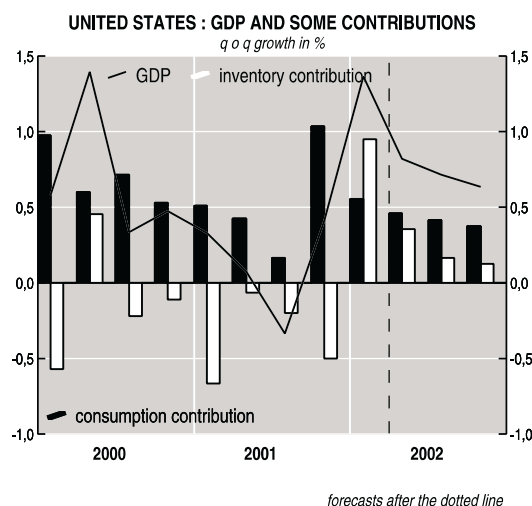 UNITED STATES : GDP AND SOME CONTRIBUTIONS
q o q growth in %
1,5 1,5
GDP inventory contribution
1,0 1,0
0,5 0,5
0,0 0,0
-0,5 -0,5
consumption contribution
-1,0 -1,0
2000 2001 2002
forecasts after the dotted line